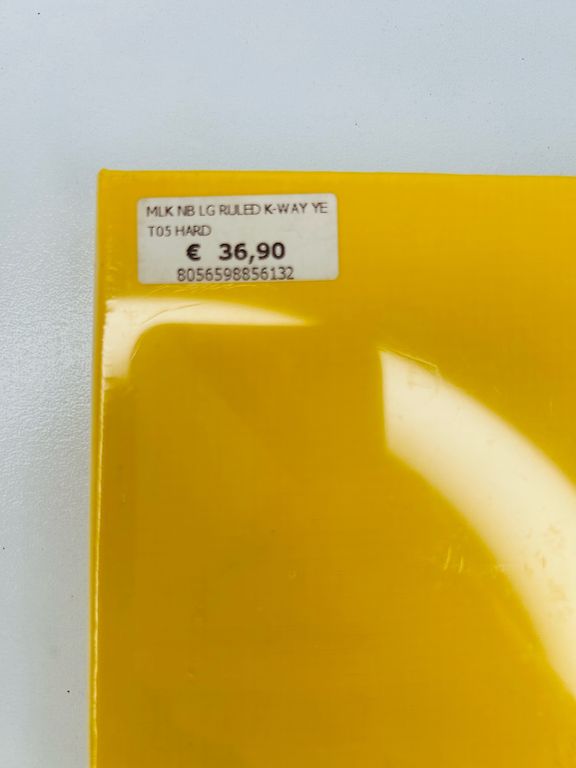 MLK NB LG RULED K-WAY YE
T05 HARD
€ 36,90
8056598856132